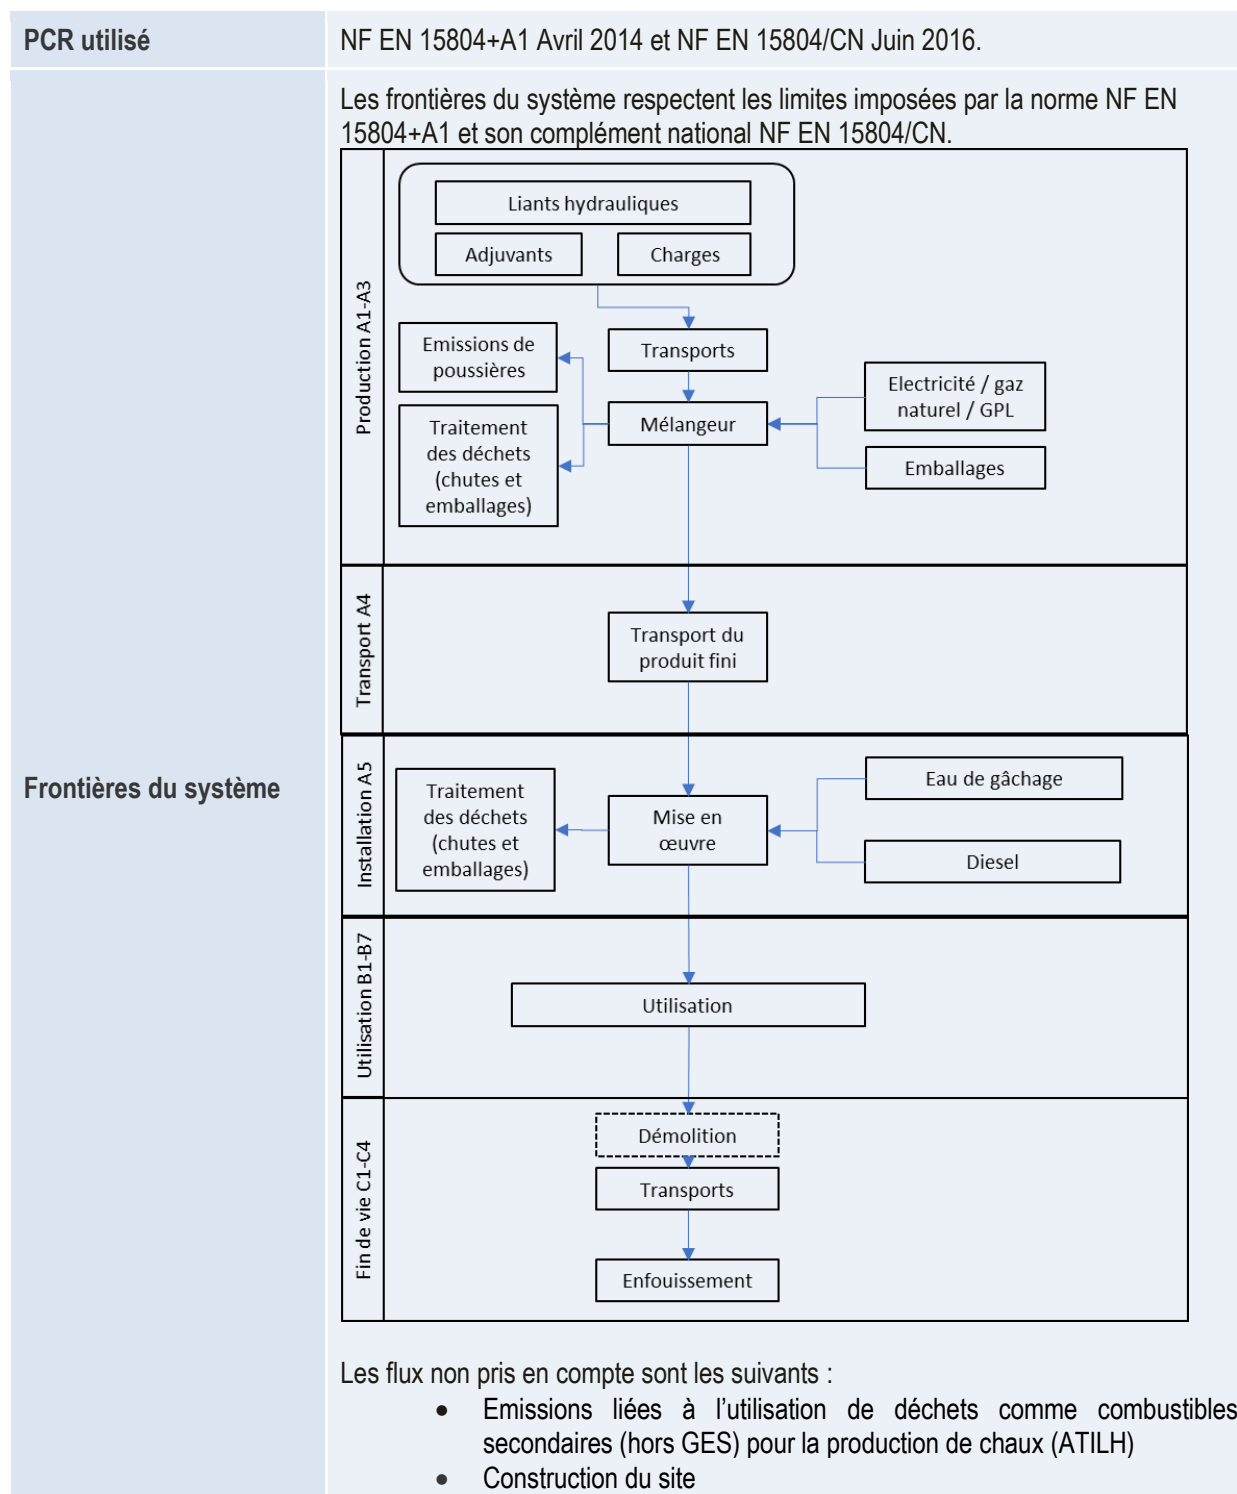 PCR utilisé
NF EN 15804+A1 Avril 2014 et NF EN 15804/CN Juin 2016.
Frontières du système
Les frontières du système respectent les limites imposées par la norme NF EN
15804+A1 et son complément national NF EN 15804/CN.
Production A1-A3
Liants hydrauliques
Adjuvants
Charges
Transports
Emissions de
poussières
Mélangeur
Electricité / gaz
naturel / GPL
Traitement
des déchets
(chutes et
emballages)
Emballages
Transport A4
Transport du
produit fini
Installation A5
Traitement
des déchets
(chutes et
emballages)
Mise en
œuvre
Eau de gâchage
Diesel
Utilisation B1-B7
Utilisation
Fin de vie C1-C4
Démolition
Transports
Enfouissement
Les flux non pris en compte sont les suivants :
• Emissions liées à l’utilisation de déchets comme combustibles
secondaires (hors GES) pour la production de chaux (ATILH)
• Construction du site